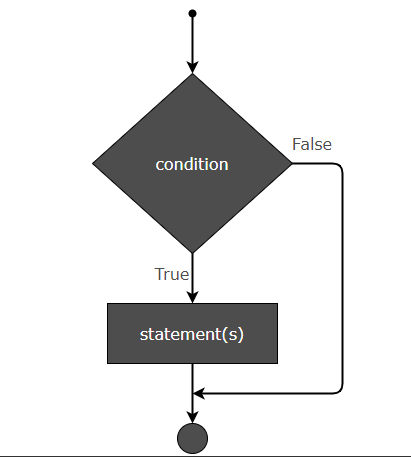 False
condition
True
statement(s)